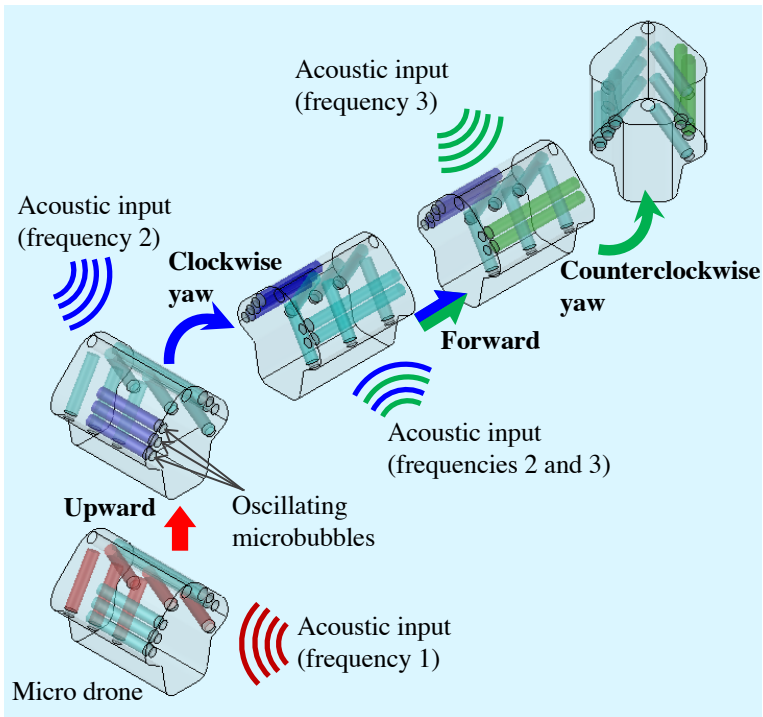 Acoustic input
(frequency 3)
Acoustic input
(frequency 2)
Clockwise
yaw
Counterclockwise
yaw
Forward
Acoustic input
(frequencies 2 and 3)
Upward
Oscillating
microbubbles
Acoustic input
(frequency 1)
Micro drone